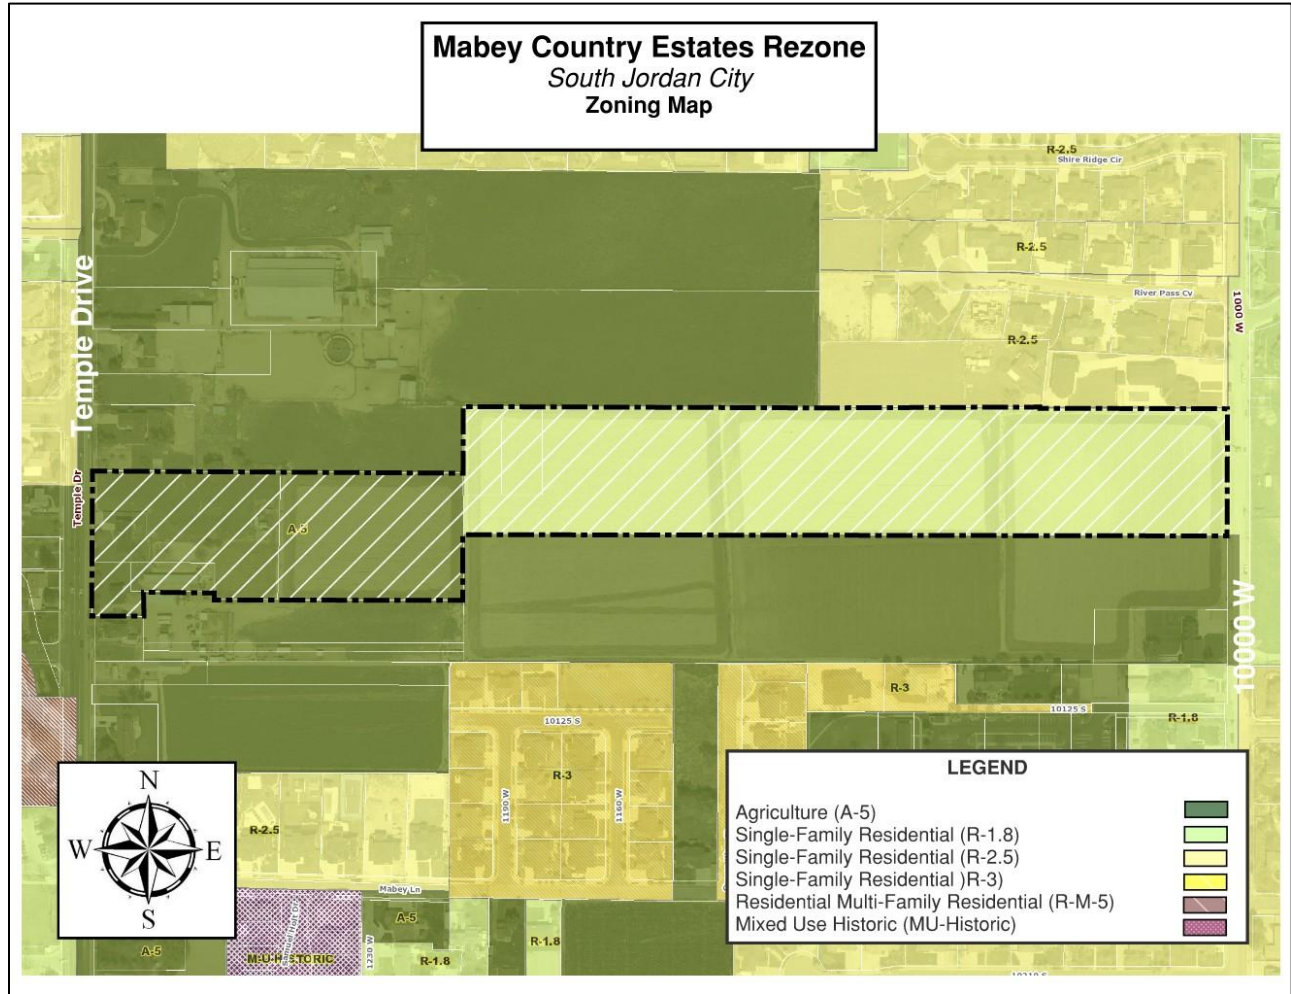 Mabey Country Estates Rezone
South Jordan City
Zoning Map
R-2.5
Shire Ridge Cir
R-2.5
River Pass Cv
Temple Drive
1000 W
R-2.5
Temple Dr
A-5
10000 W
R-3
10125 S
10125 S
R-1.8
R-3
1190 W
1160 W
R-2.5
Mabey Ln
A-5
R-1.8
A-5
MU-HISTORIC
1230 W
R-1.8
10210 S
N
W
E
S
LEGEND
Agriculture (A-5)
Single-Family Residential (R-1.8)
Single-Family Residential (R-2.5)
Single-Family Residential )R-3)
Residential Multi-Family Residential (R-M-5)
Mixed Use Historic (MU-Historic)